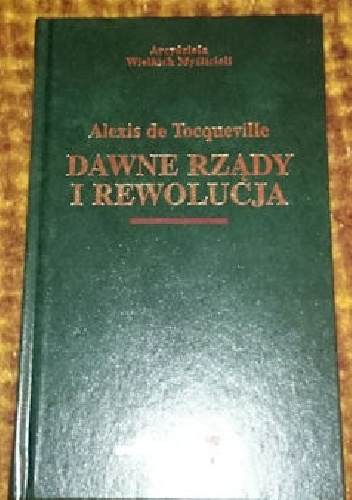 Arcydzieła
Wielkich Myślicieli
Alexis de Tocqueville
DAWNE RZĄDY
I REWOLUCJA